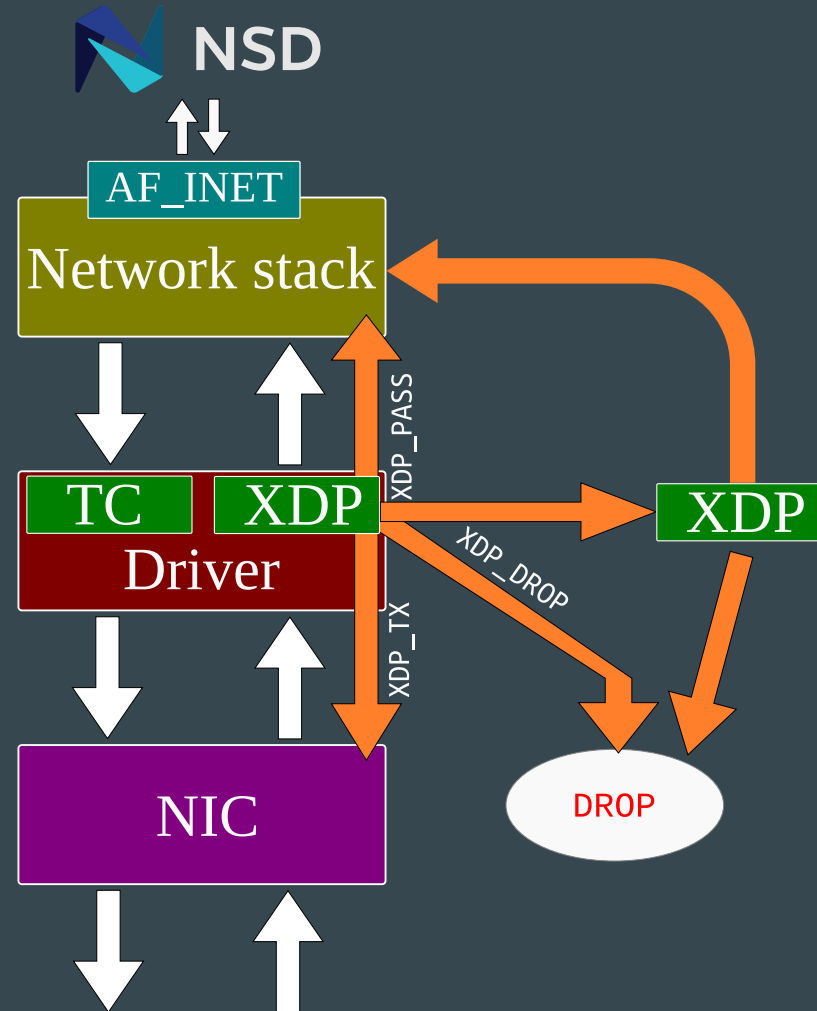 NSD
AF_INET
Network stack
XDP_PASS
TC
XDP
XDP
Driver
XDP_DROP
XDP_TX
NIC
DROP